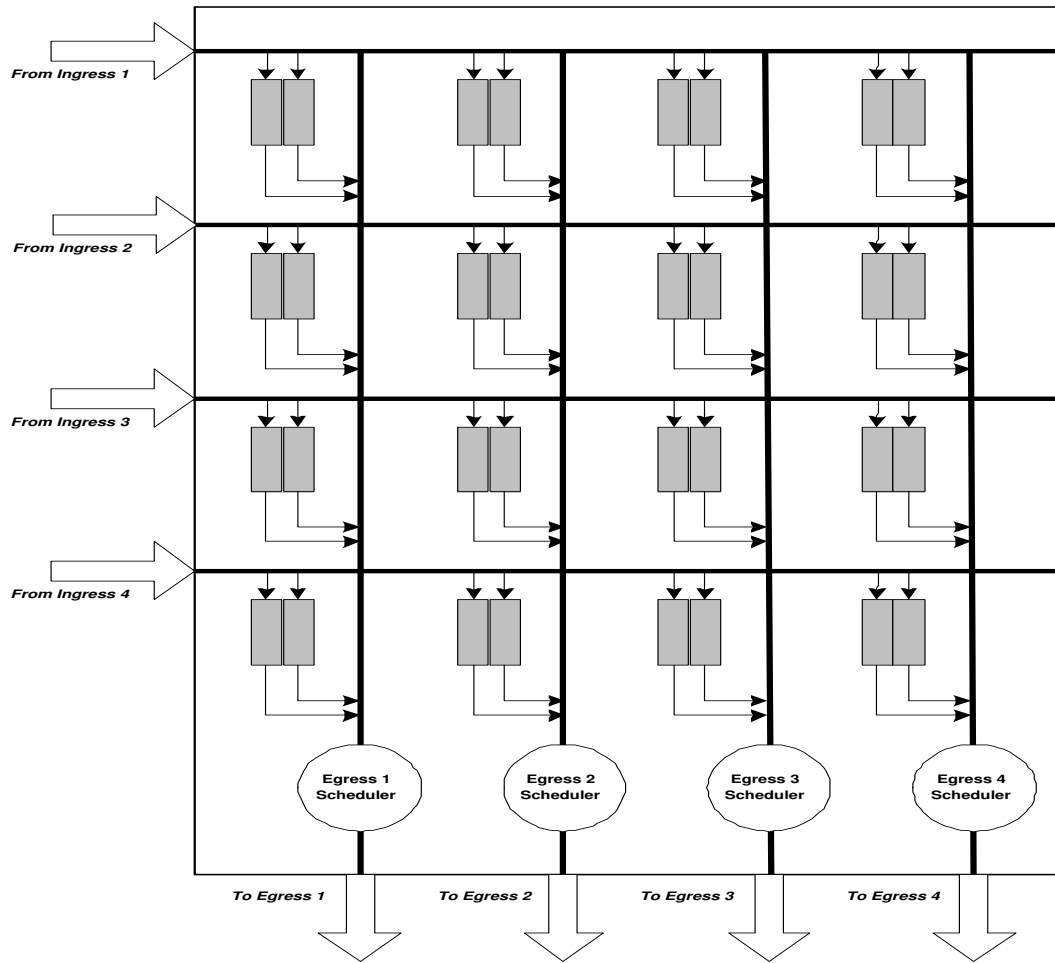 From Ingress 1
From Ingress 2
From Ingress 3
From Ingress 4
Egress 1
Scheduler
Egress 2
Scheduler
Egress 3
Scheduler
Egress 4
Scheduler
To Egress 1
To Egress 2
To Egress 3
To Egress 4